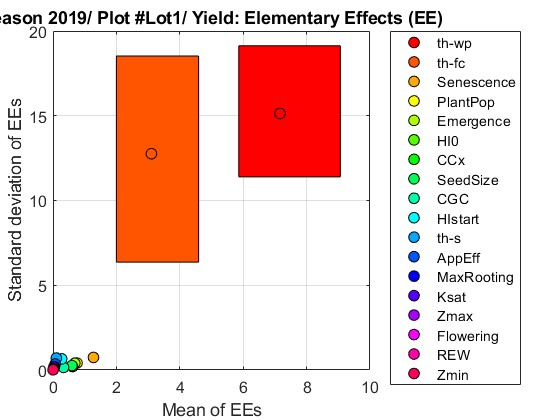 eason 2019/ Plot #Lot1/ Yield: Elementary Effects (EE)
20
15
10
5
0
0 2 4 6 8 10
Standard deviation of EEs
Mean of EEs
th-wp
th-fc
Senescence
PlantPop
Emergence
HI0
CCx
SeedSize
CGC
HIstart
th-s
AppEff
MaxRooting
Ksat
Zmax
Flowering
REW
Zmin